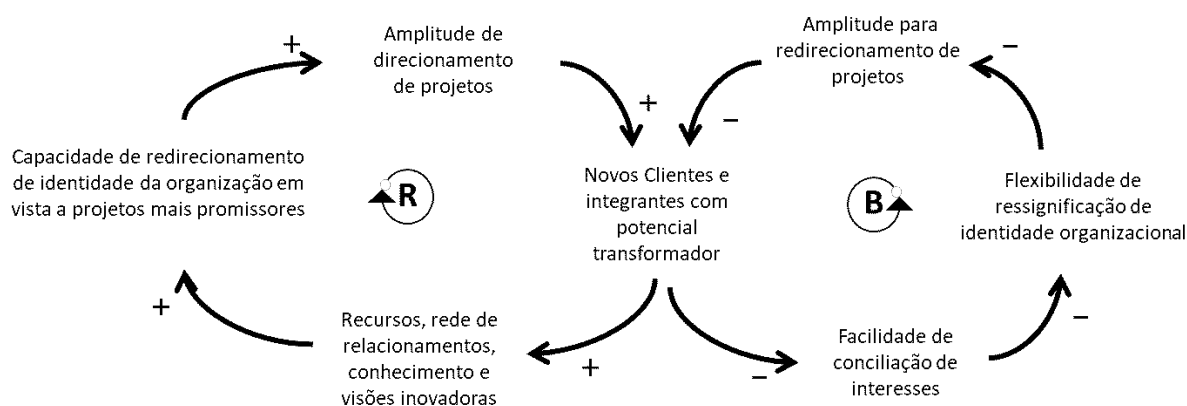 Amplitude de
direcionamento
de projetos
Amplitude para
redirecionamento de
projetos
+
−
+
−
Capacidade de redirecionamento
de identidade da organização em
vista a projetos mais promissores
R
Novos Clientes e
integrantes com
potencial
transformador
B
Flexibilidade de
ressignificação de
identidade organizacional
+
Recursos, rede de
relacionamentos,
conhecimento e
visões inovadoras
+
−
Facilidade de
conciliação de
interesses
−